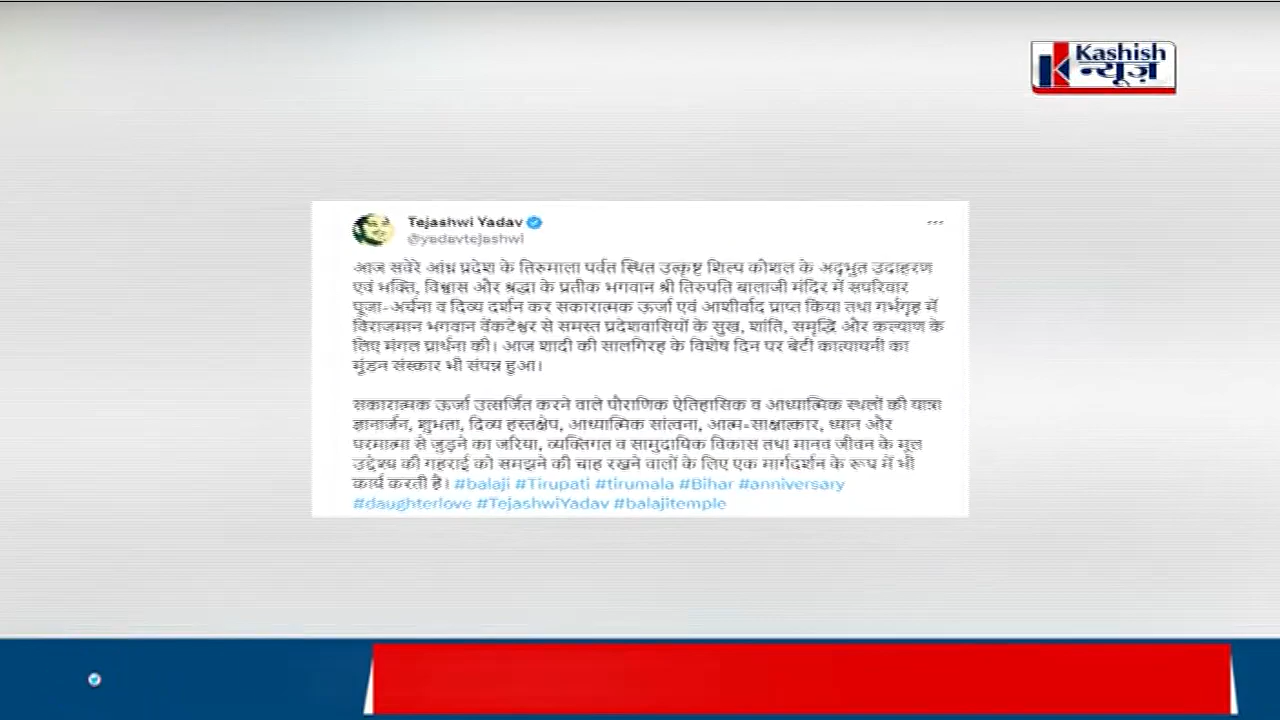 Kashish
न्यूज़
Tejashwi Yadav
@yadavtejashwi
आज सवेरे आंध्र प्रदेश के तिरुमाला पर्वत स्थित उत्कृष्ट शिल्प कौशल के अद्भुत उदाहरण
एवं भक्ति, विश्वास और श्रद्धा के प्रतीक भगवान श्री तिरुपति बालाजी मंदिर में सपरिवार
पूजा-अर्चना व दिव्य दर्शन कर सकारात्मक ऊर्जा एवं आशीर्वाद प्राप्त किया तथा गर्भगृह में
विराजमान भगवान वेंकटेश्वर से समस्त प्रदेशवासियों के सुख, शांति, समृद्धि और कल्याण के
लिए मंगल प्रार्थना की। आज शादी की सालगिरह के विशेष दिन पर बेटी कात्यायनी का
मुंडन संस्कार भी संपन्न हुआ।
सकारात्मक ऊर्जा उत्सर्जित करने वाले पौराणिक ऐतिहासिक व आध्यात्मिक स्थलों की यात्रा
ज्ञानार्जन, शुभता, दिव्य हस्तक्षेप, आध्यात्मिक सांत्वना, आत्म-साक्षात्कार, ध्यान और
परमात्मा से जुड़ने का जरिया, व्यक्तिगत व सामुदायिक विकास तथा मानव जीवन के मूल
उद्देश्य की गहराई को समझने की चाह रखने वालों के लिए एक मार्गदर्शन के रूप में भी
कार्य करती है। #balaji #Tirupati #tirumala #Bihar #anniversary
#daughterlove #TejashwiYadav #balajitemple